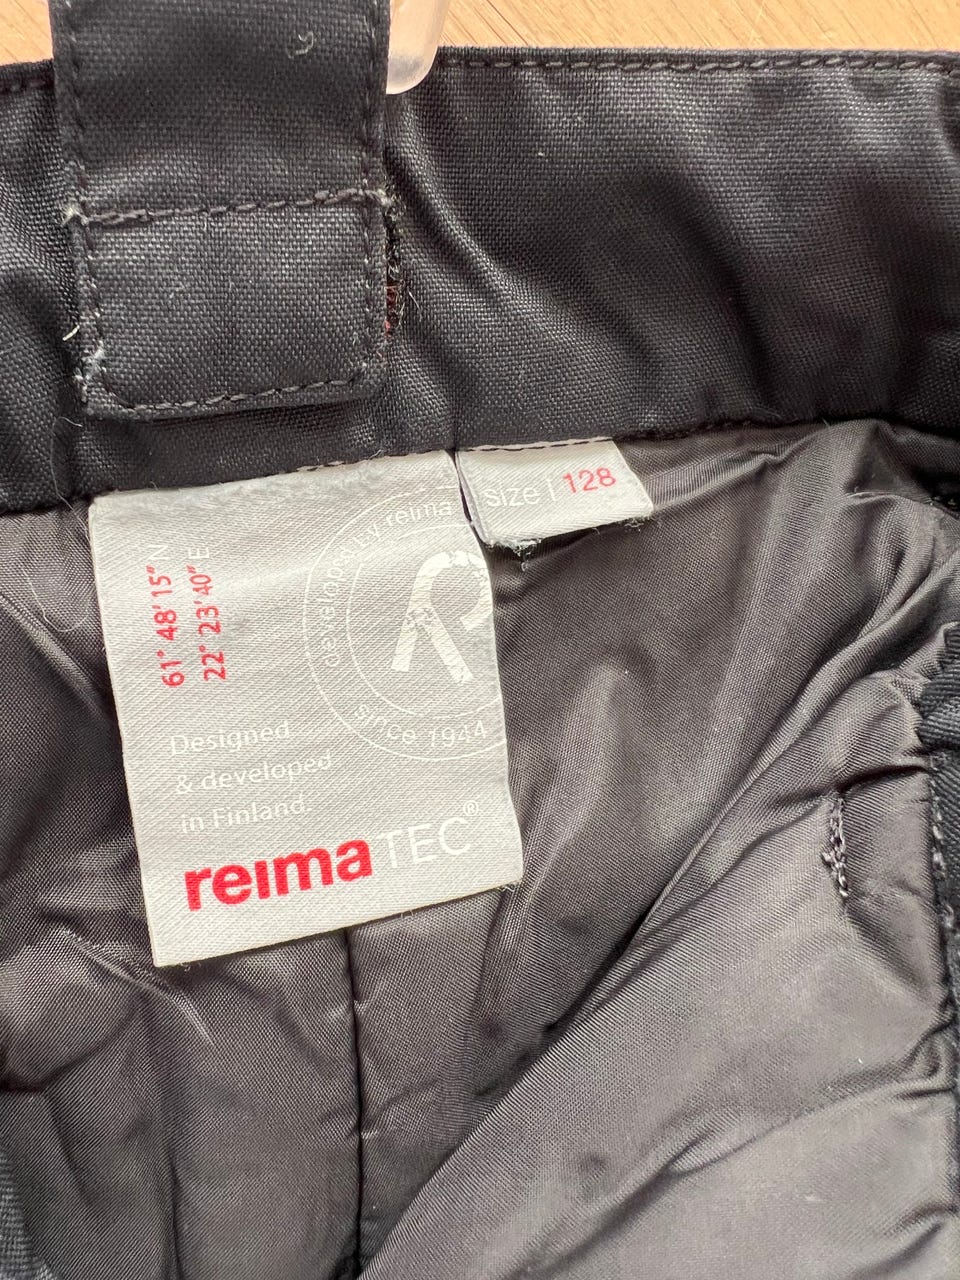 size | 128
developed by reima
since 1944
61° 48' 15" N
22° 23' 40" E
Designed
& developed
in Finland.
reimaTEC®